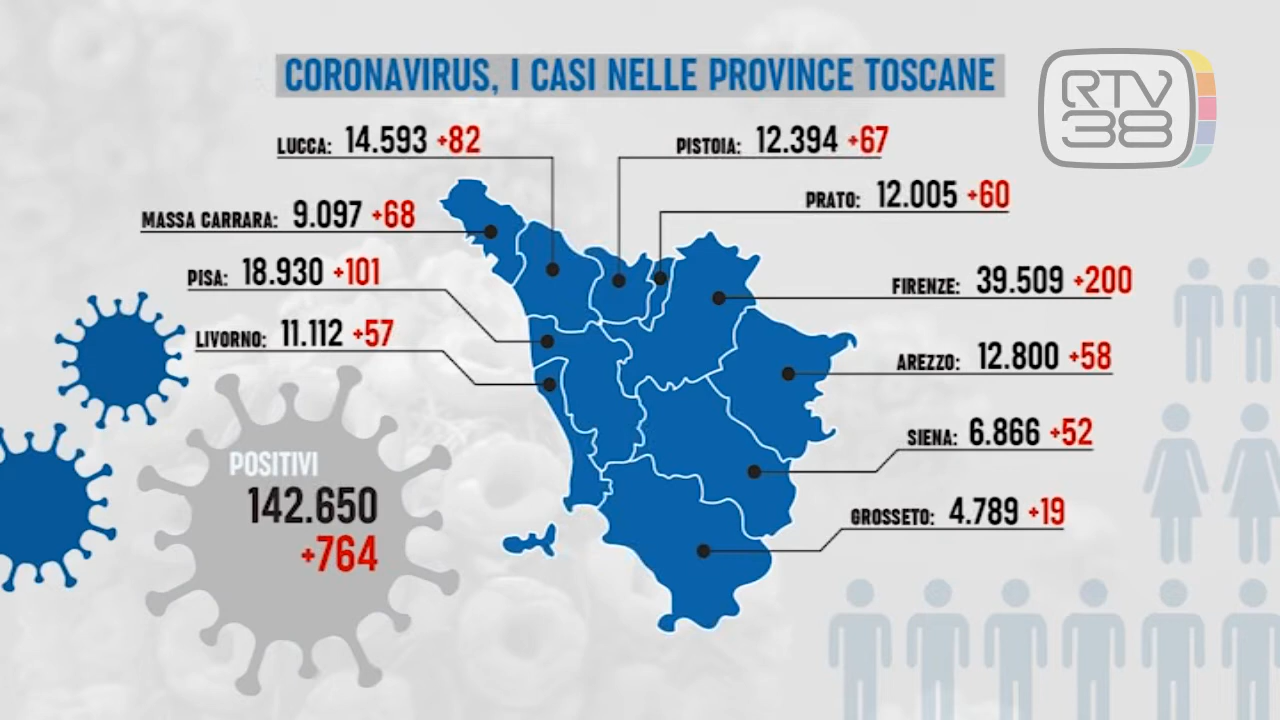 CORONAVIRUS, I CASI NELLE PROVINCE TOSCANE
RTV
38
LUCCA: 14.593 +82
PISTOIA: 12.394 +67
PRATO: 12.005 +60
MASSA CARRARA: 9.097 +68
PISA: 18.930 +101
FIRENZE: 39.509 +200
LIVORNO: 11.112 +57
AREZZO: 12.800 +58
SIENA: 6.866 +52
POSITIVI
142.650
+764
GROSSETO: 4.789 +19